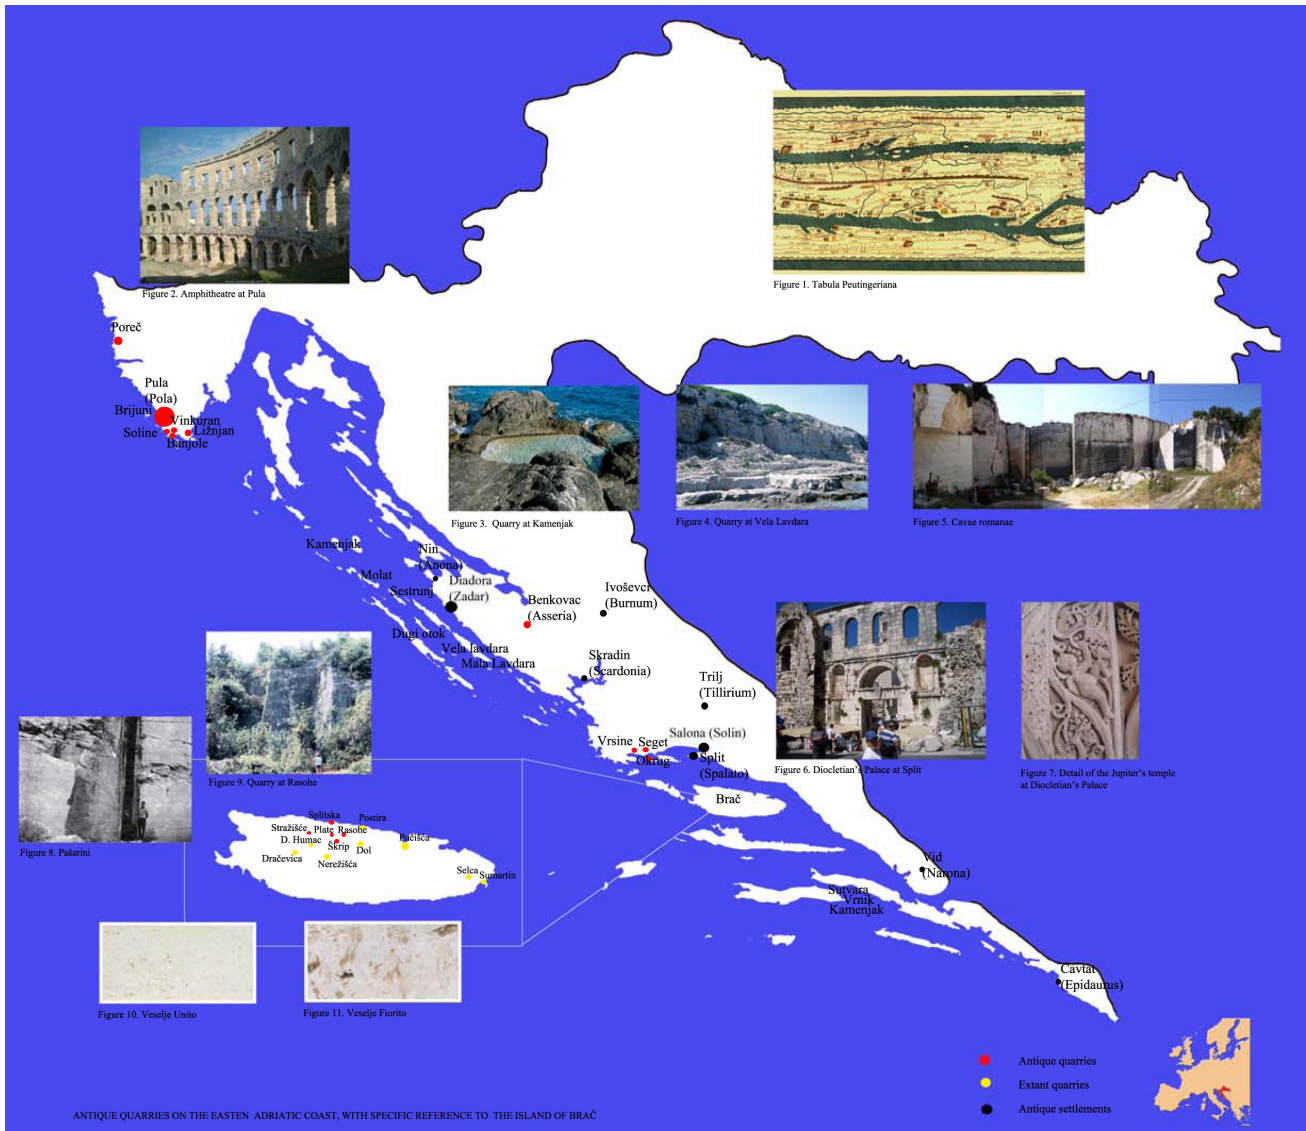 Figure 1. Tabula Peutingeriana
Figure 2. Amphitheatre at Pula
Poreč
Pula
(Pola)
Brijuni
Vinkuran
Soline
Ližnjan
Banjole
Figure 3. Quarry at Kamenjak
Figure 4. Quarry at Vela Lavdara
Figure 5. Cavae romanae
Kamenjak
Nin
(Anona)
Molat
Diadora
(Zadar)
Sestrunj
Benkovac
(Asseria)
Ivoševci
(Burnum)
Dugi otok
Vela lavdara
Mala Lavdara
Skradin
(Scardonia)
Trilj
(Tillirium)
Salona (Solin)
Vrsine
Seget
Okrug
Split
(Spalato)
Brač
Figure 6. Diocletian's Palace at Split
Figure 7. Detail of the Jupiter's temple
at Diocletian's Palace
Figure 9. Quarry at Rasohe
Figure 8. Pašarini
Splitska
Postira
Stražišće
Plate
Rasohe
D. Humac
Škrip
Pučišća
Dol
Dračevica
Nerežišća
Selca
Sumartin
Vid
(Narona)
Sutvara
Vrnik
Kamenjak
Cavtat
(Epidaurus)
Figure 10. Veselje Unito
Figure 11. Veselje Fiorito
Antique quarries
Extant quarries
Antique settlements
ANTIQUE QUARRIES ON THE EASTEN ADRIATIC COAST, WITH SPECIFIC REFERENCE TO THE ISLAND OF BRAČ